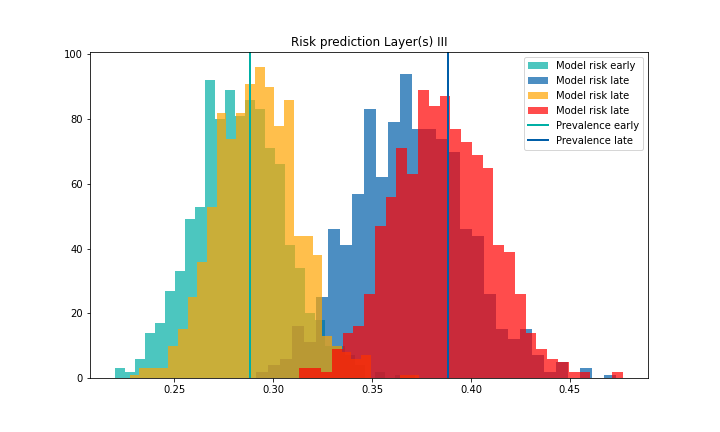 Risk prediction Layer(s) III
Model risk early
Model risk late
Model risk late
Model risk late
Prevalence early
Prevalence late
100
80
60
40
20
0
0.25
0.30
0.35
0.40
0.45